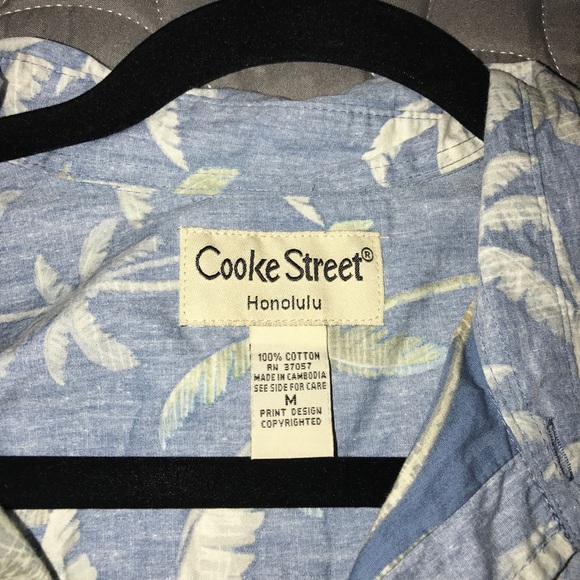 Cooke Street®
Honolulu
100% COTTON
RN 37057
MADE IN CAMBODIA
SEE SIDE FOR CARE
M
PRINT DESIGN
COPYRIGHTED